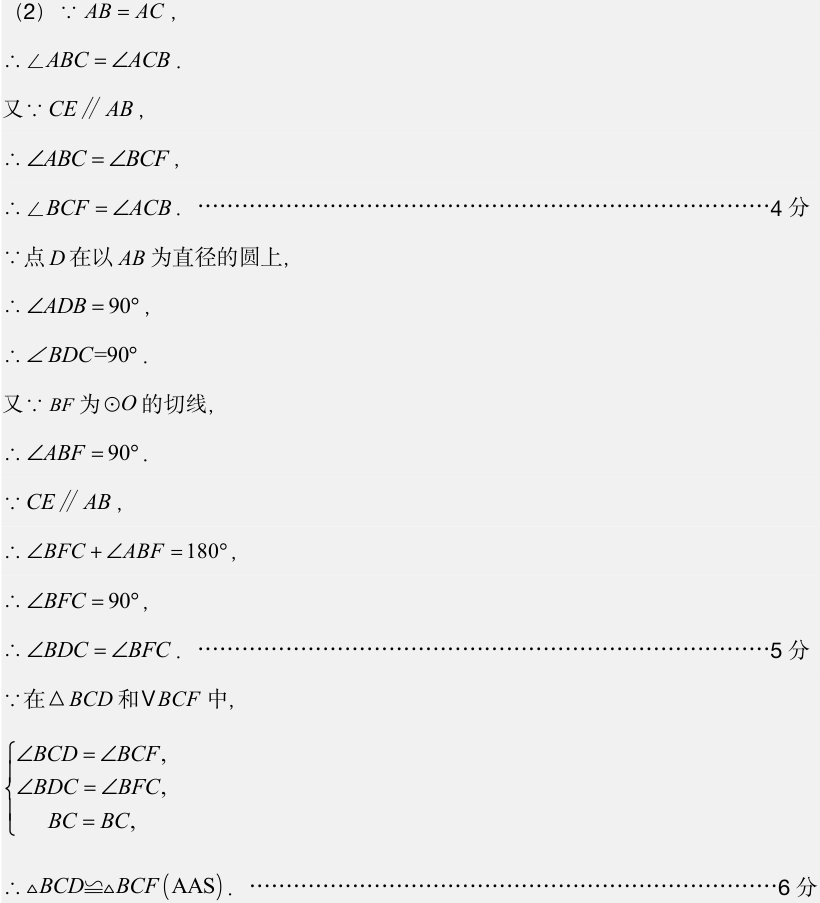 （2）∵ AB = AC ，
∴ ∠ABC = ∠ACB ．
又∵ CE ∥ AB ，
∴ ∠ABC = ∠BCF ，
∴ ∠BCF = ∠ACB ． ……………………………………………………………………4 分
∵点 D 在以 AB 为直径的圆上，
∴ ∠ADB = 90° ，
∴ ∠BDC=90° ．
又∵ BF 为 ⊙O 的切线，
∴ ∠ABF = 90° ．
∵ CE ∥ AB ，
∴ ∠BFC + ∠ABF = 180° ，
∴ ∠BFC = 90° ，
∴ ∠BDC = ∠BFC ． ……………………………………………………………………5 分
∵在 △ BCD 和 V BCF 中，
{∠BCD = ∠BCF,
∠BDC = ∠BFC,
BC = BC,
∴ △BCD≌△BCF (AAS) ． ………………………………………………………………6 分